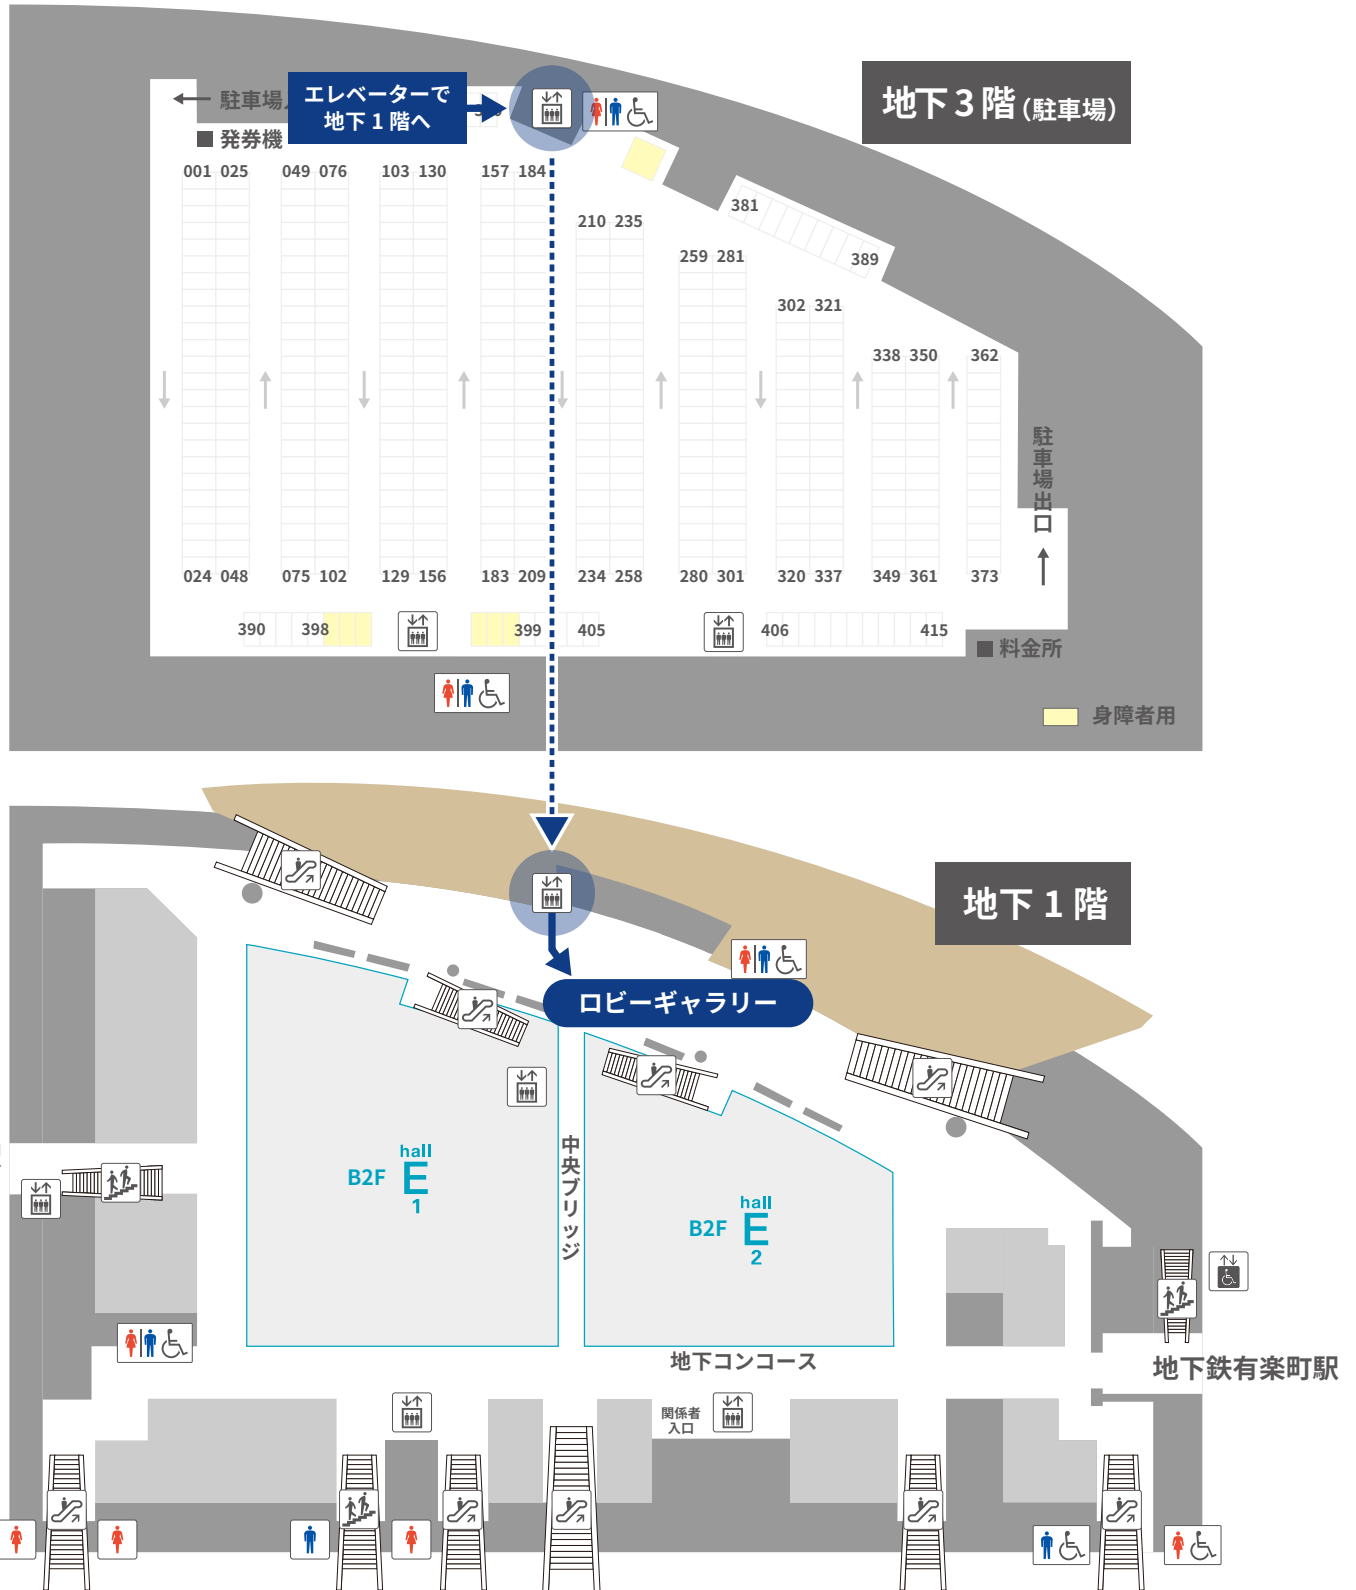 地下3階(駐車場)
駐車場
エレベーターで
地下1階へ
発券機
001 025 049 076 103 130 157 184
210 235
381
389
259 281
302 321
338 350 362
駐車場出口
024 048 075 102 129 156 183 209 234 258 280 301 320 337 349 361 373
390 398 399 405 406 415
料金所
身障者用
地下1階
ロビーギャラリー
B2F hall E 1
中央ブリッジ
B2F hall E 2
地下コンコース
地下鉄有楽町駅
関係者
入口